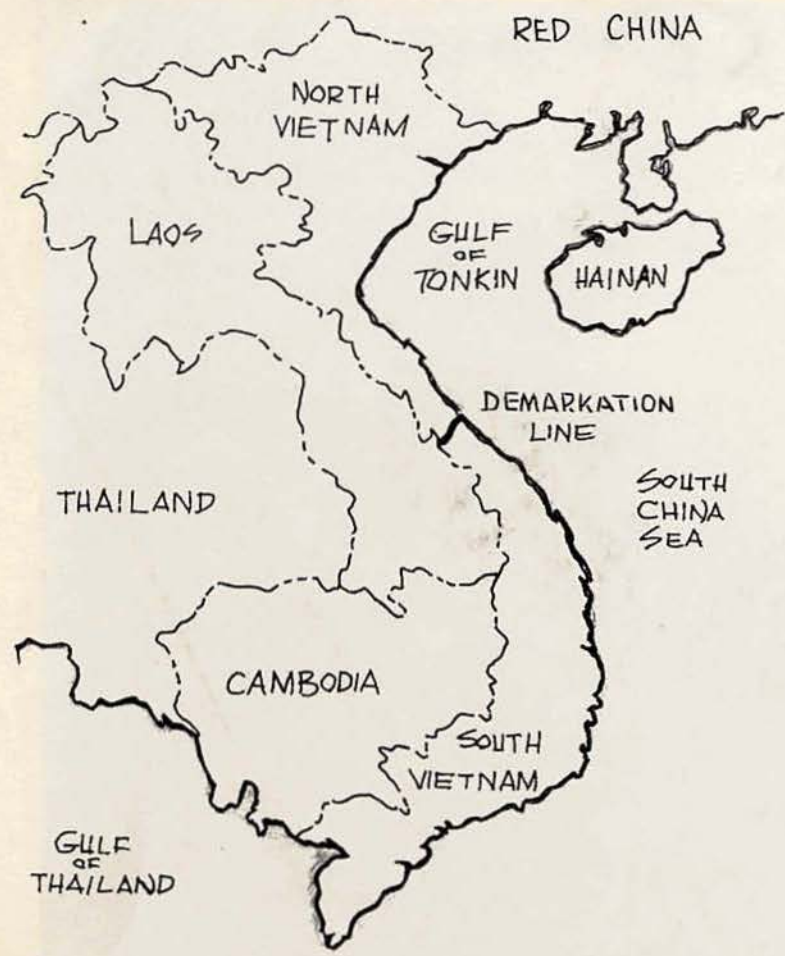 RED CHINA
NORTH
VIETNAM
LAOS
GULF
OF
TONKIN
HAINAN
DEMARKATION
LINE
THAILAND
SOUTH
CHINA
SEA
CAMBODIA
SOUTH
VIETNAM
GULF
OF
THAILAND